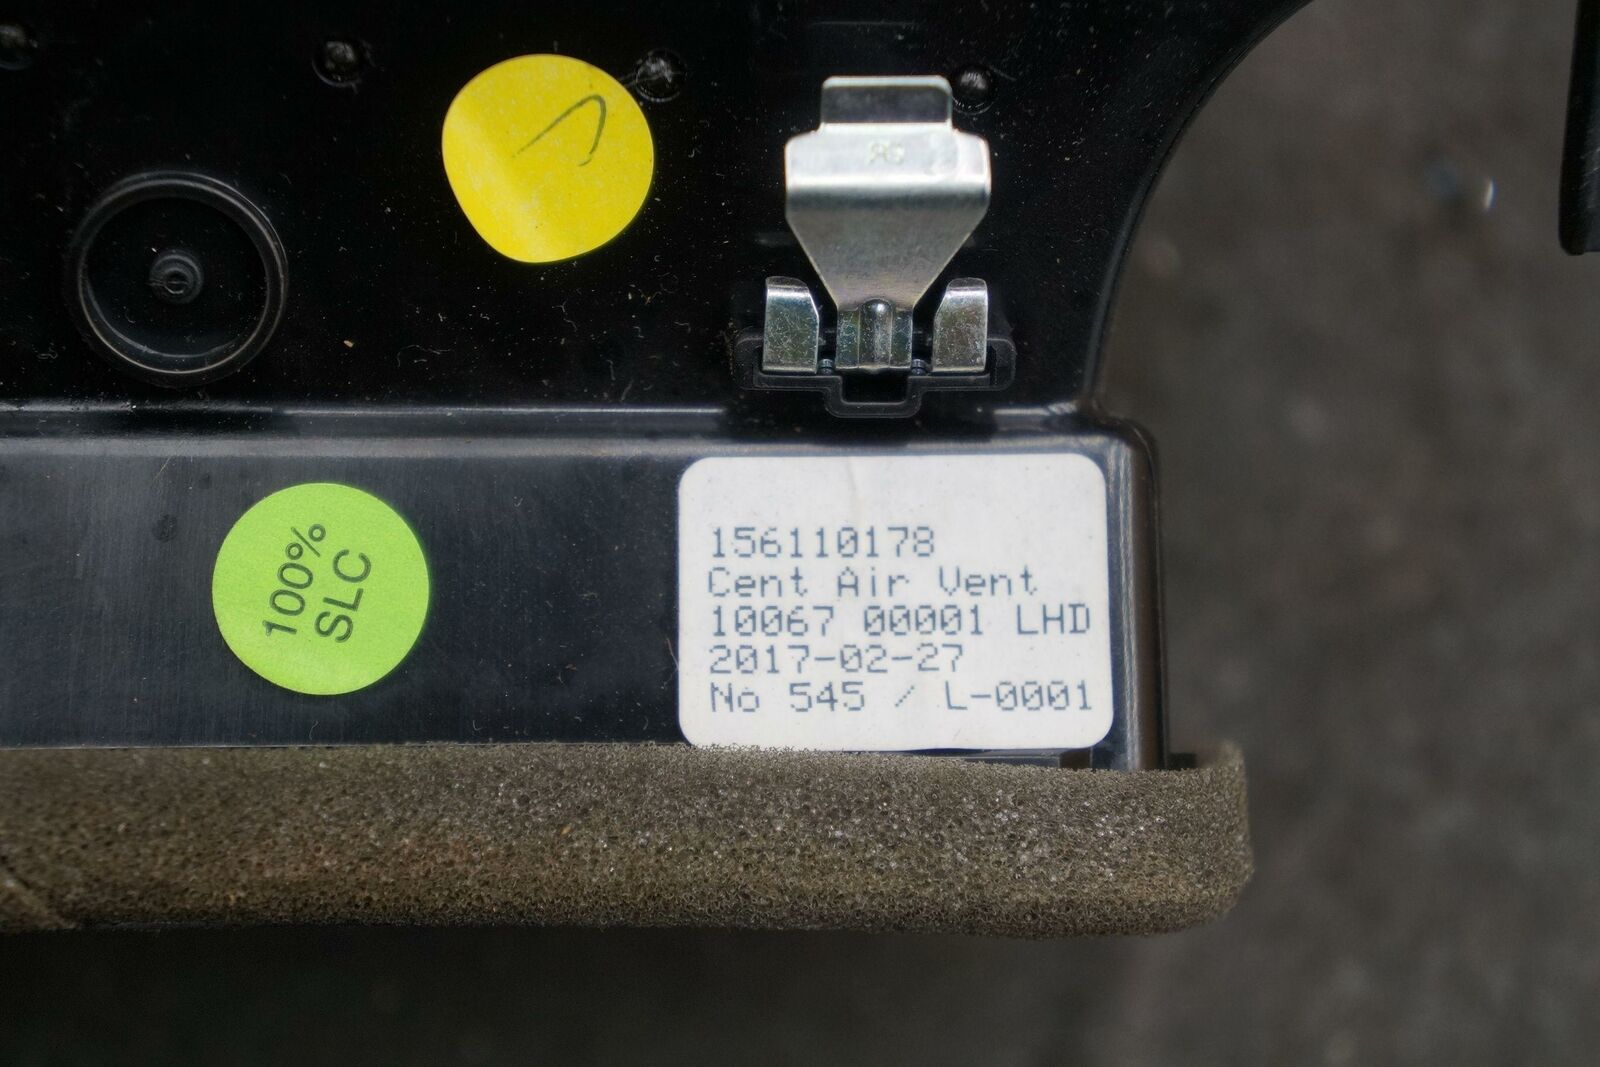 100%
SLC
156110178
Cent Air Vent
10067 00001 LHD
2017-02-27
No 545 / L-0001